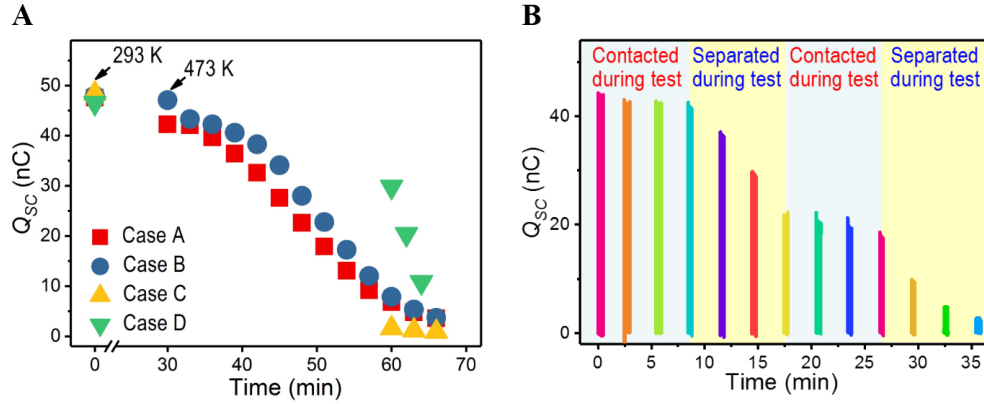 A
293 K
473 K
Q_SC (nC)
50
40
30
20
10
0
Case A
Case B
Case C
Case D
0
30
40
50
60
70
Time (min)
B
Contacted during test
Separated during test
Contacted during test
Separated during test
Q_SC (nC)
40
20
0
0
5
10
15
20
25
30
35
Time (min)